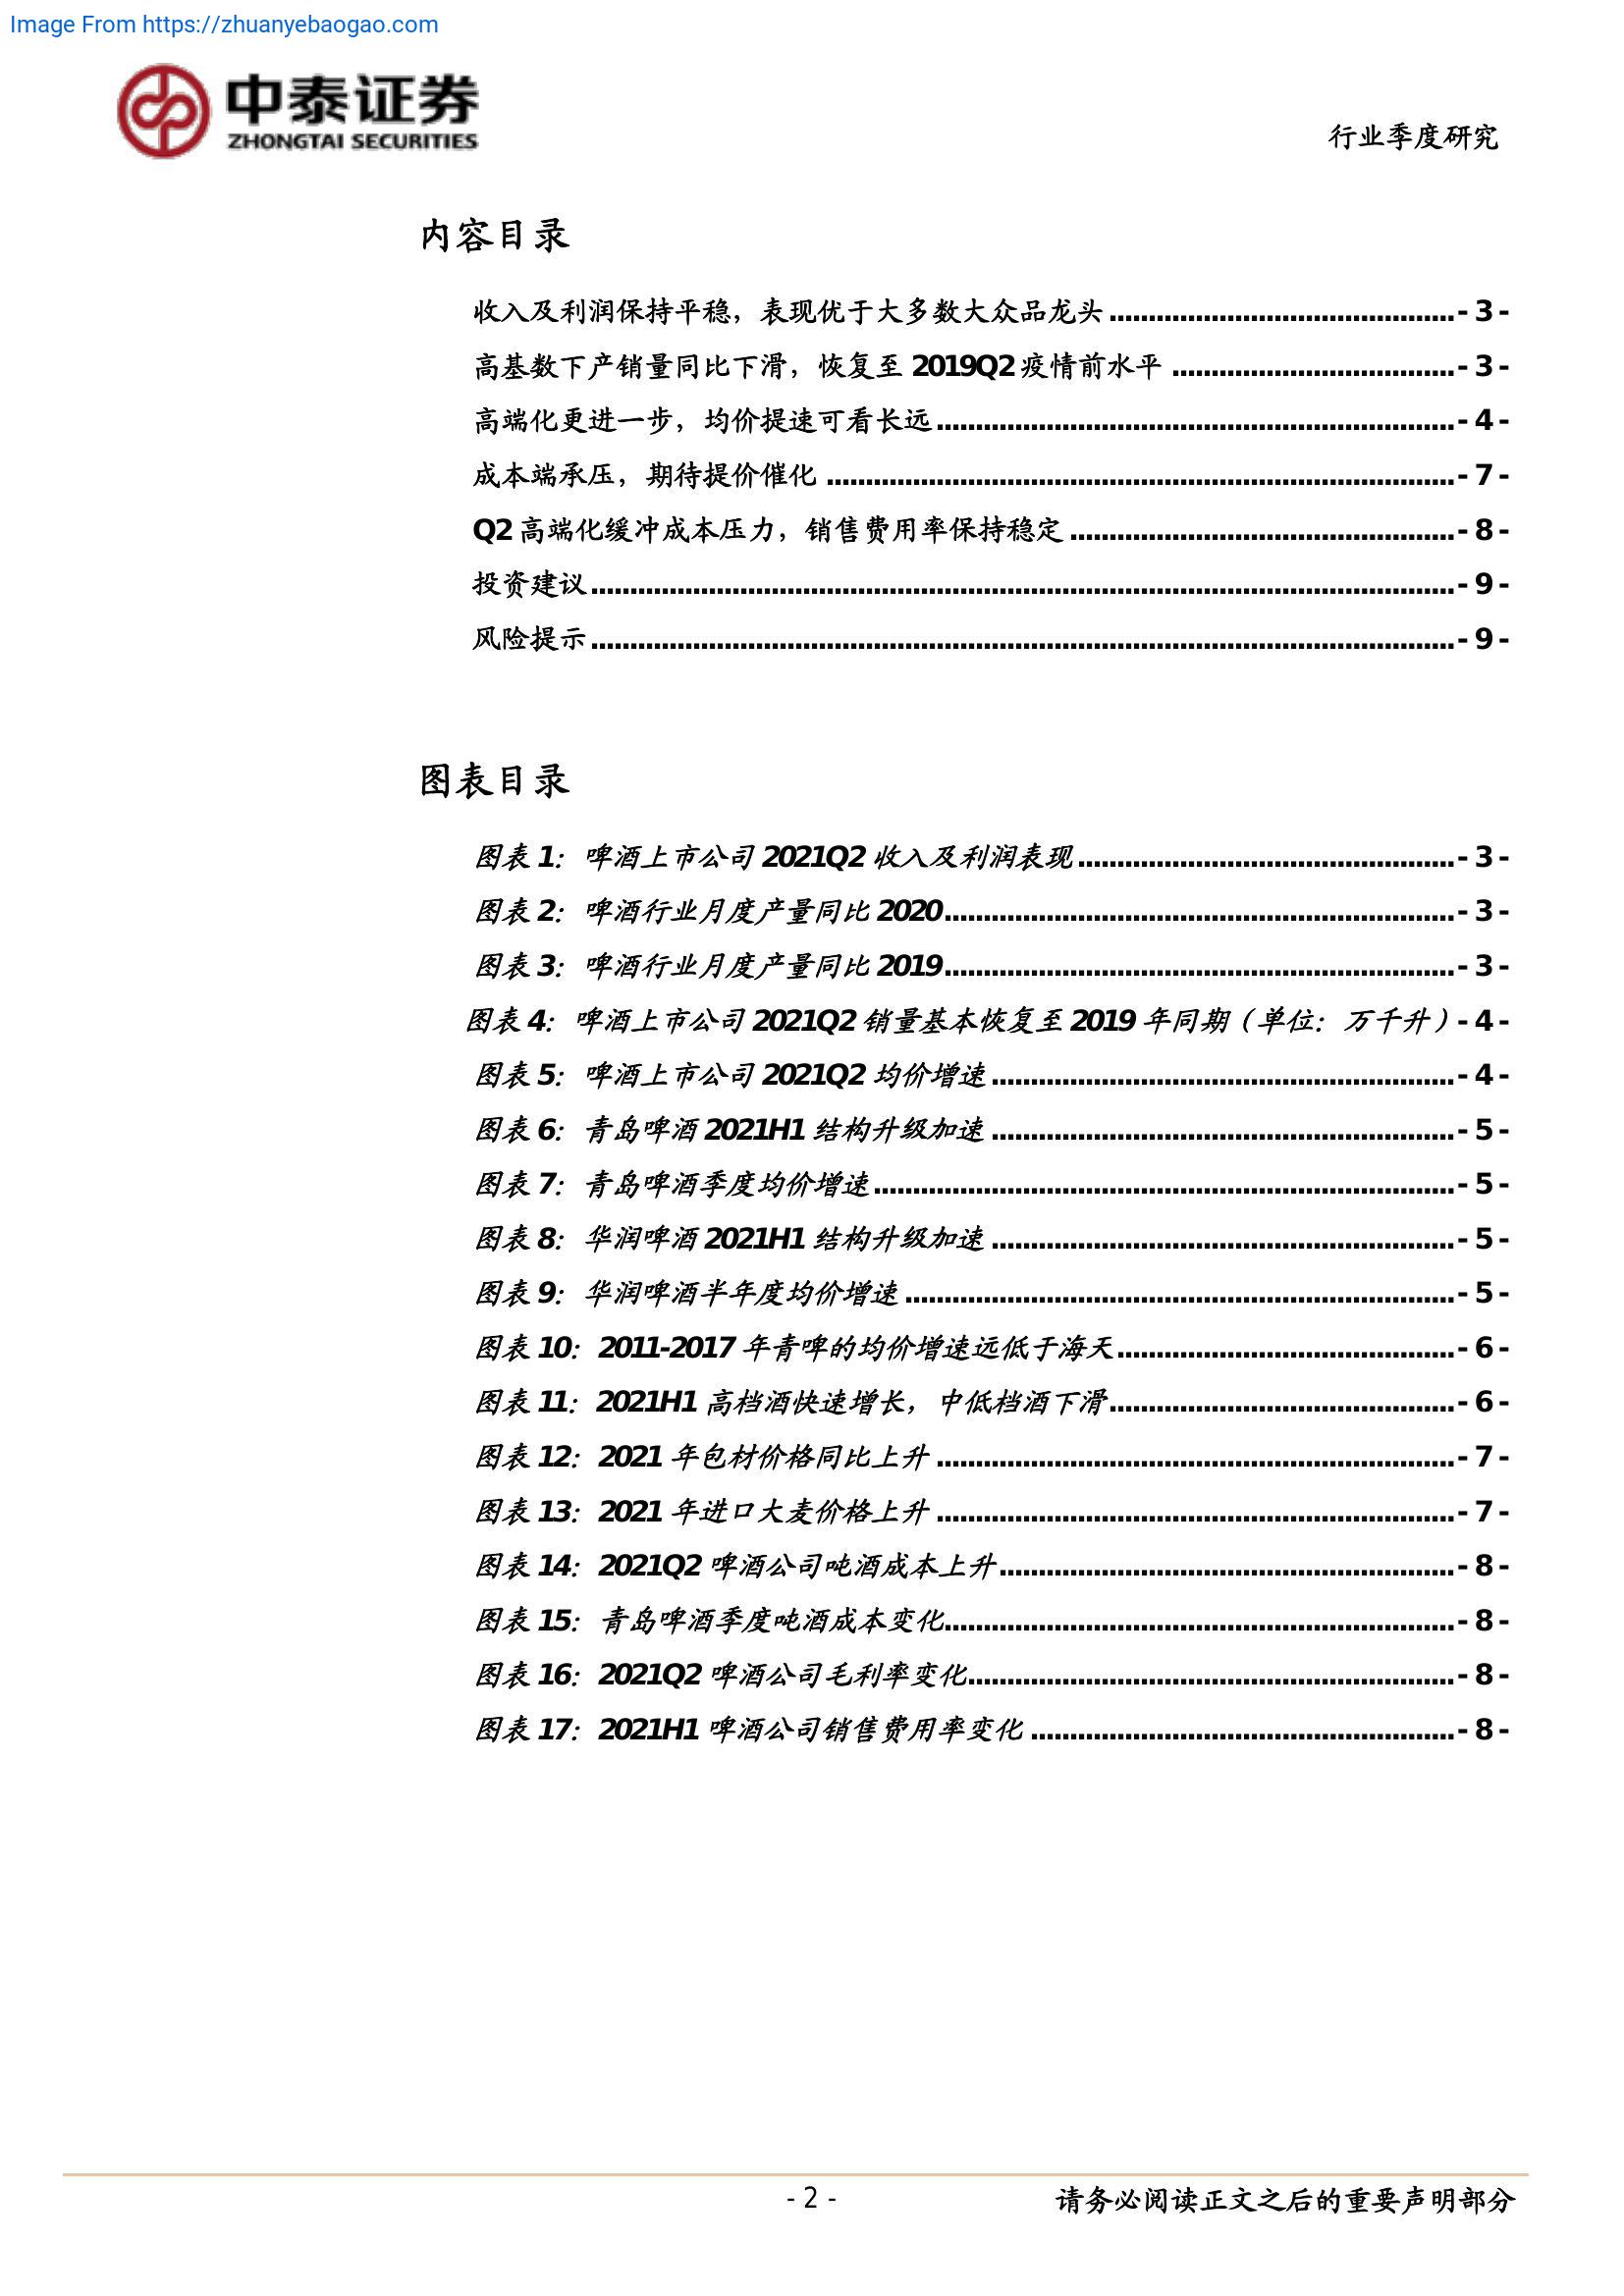 Image From https://zhuanyebaogao.com
中泰证券
ZHONGTAI SECURITIES
行业季度研究
内容目录
收入及利润保持平稳，表现优于大多数大众品龙头 - 3 -
高基数下产销量同比下滑，恢复至 2019Q2 疫情前水平 - 3 -
高端化更进一步，均价提速可看长远 - 4 -
成本端承压，期待提价催化 - 7 -
Q2 高端化缓冲成本压力，销售费用率保持稳定 - 8 -
投资建议 - 9 -
风险提示 - 9 -
图表目录
图表 1：啤酒上市公司 2021Q2 收入及利润表现 - 3 -
图表 2：啤酒行业月度产量同比 2020 - 3 -
图表 3：啤酒行业月度产量同比 2019 - 3 -
图表 4：啤酒上市公司 2021Q2 销量基本恢复至 2019 年同期（单位：万千升） - 4 -
图表 5：啤酒上市公司 2021Q2 均价增速 - 4 -
图表 6：青岛啤酒 2021H1 结构升级加速 - 5 -
图表 7：青岛啤酒季度均价增速 - 5 -
图表 8：华润啤酒 2021H1 结构升级加速 - 5 -
图表 9：华润啤酒半年度均价增速 - 5 -
图表 10：2011-2017 年青啤的均价增速远低于海天 - 6 -
图表 11：2021H1 高档酒快速增长，中低档酒下滑 - 6 -
图表 12：2021 年包材价格同比上升 - 7 -
图表 13：2021 年进口大麦价格上升 - 7 -
图表 14：2021Q2 啤酒公司吨酒成本上升 - 8 -
图表 15：青岛啤酒季度吨酒成本变化 - 8 -
图表 16：2021Q2 啤酒公司毛利率变化 - 8 -
图表 17：2021H1 啤酒公司销售费用率变化 - 8 -
- 2 -
请务必阅读正文之后的重要声明部分